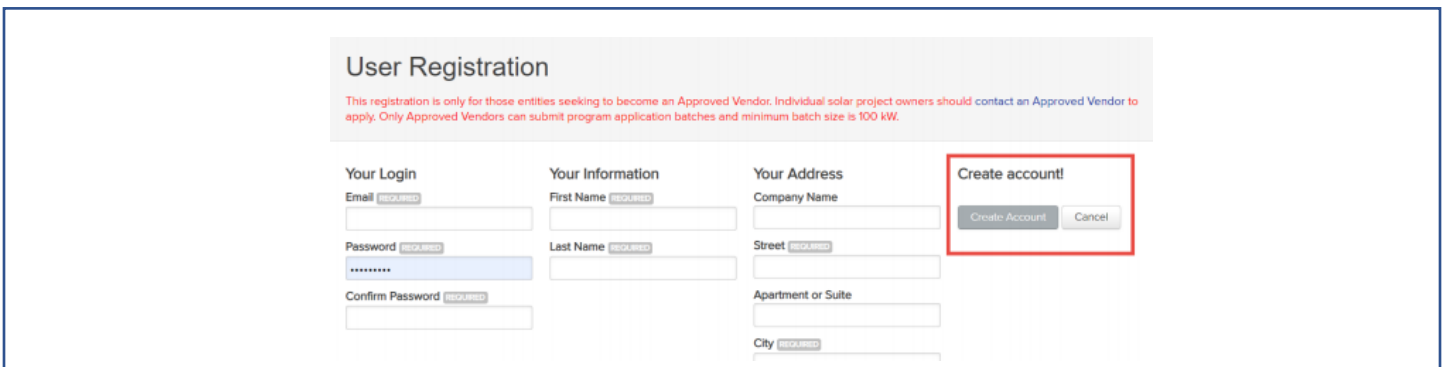 User Registration
This registration is only for those entities seeking to become an Approved Vendor. Individual solar project owners should contact an Approved Vendor to
apply. Only Approved Vendors can submit program application batches and minimum batch size is 100 kW.
Your Login
Email REQUIRED
Password REQUIRED
•••••••••
Confirm Password REQUIRED
Your Information
First Name REQUIRED
Last Name REQUIRED
Your Address
Company Name
Street REQUIRED
Apartment or Suite
City REQUIRED
Create account!
Create Account Cancel